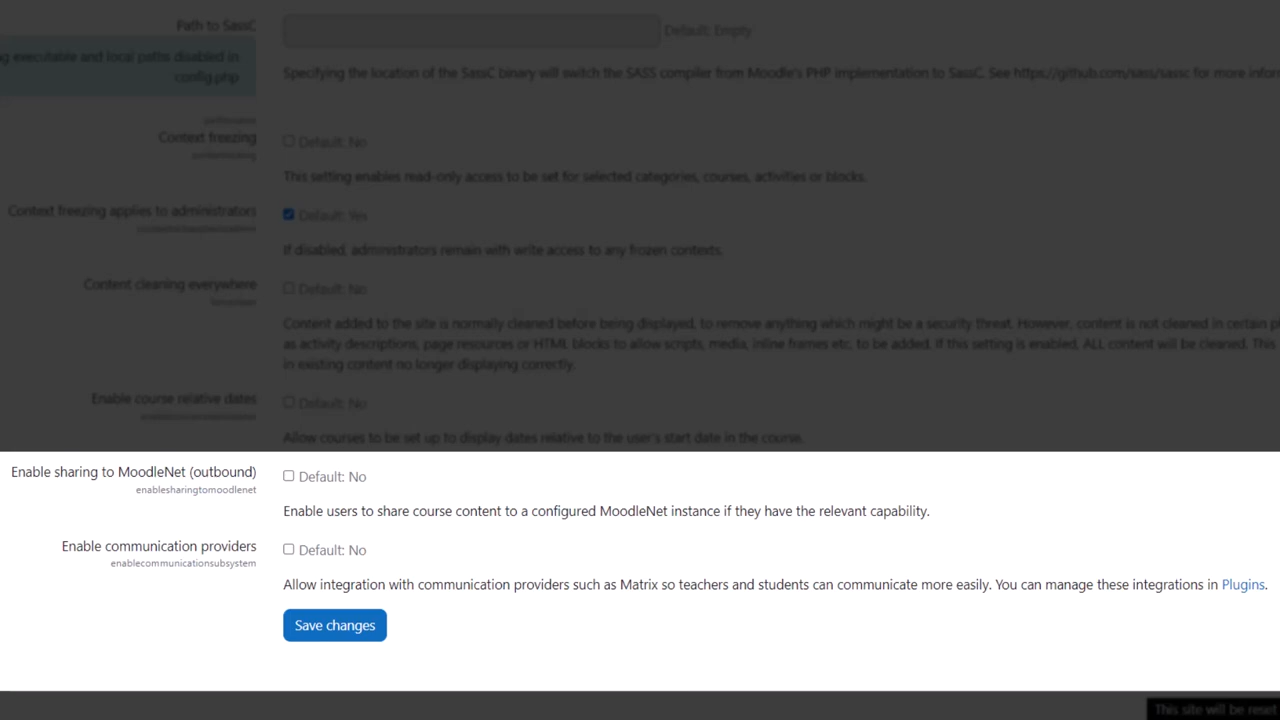 Path to SassC
Default: Empty
g executable and local paths disabled in
config.php
Specifying the location of the SassC binary will switch the SASS compiler from Moodle's PHP implementation to SassC. See https://github.com/sass/sassc for more
Context freezing
Default: No
This setting enables read-only access to be set for selected categories, courses, activities or blocks.
Context freezing applies to administrators
Default: Yes
If disabled, administrators remain with write access to any frozen contexts.
Content cleaning everywhere
Default: No
Content added to the site is normally cleaned before being displayed, to remove anything which might be a security threat. However, content is not cleaned in certain
as activity descriptions, page resources or HTML blocks to allow scripts, media, inline frames etc. to be added. If this setting is enabled, ALL content will be cleaned. This
in existing content no longer displaying correctly.
Enable course relative dates
Default: No
Allow courses to be set up to display dates relative to the user's start date in the course.
Enable sharing to MoodleNet (outbound)
Default: No
enablesharingtomoodlenet
Enable users to share course content to a configured MoodleNet instance if they have the relevant capability.
Enable communication providers
Default: No
enablecommunicationsubsystem
Allow integration with communication providers such as Matrix so teachers and students can communicate more easily. You can manage these integrations in Plugins.
Save changes
This site will be reset